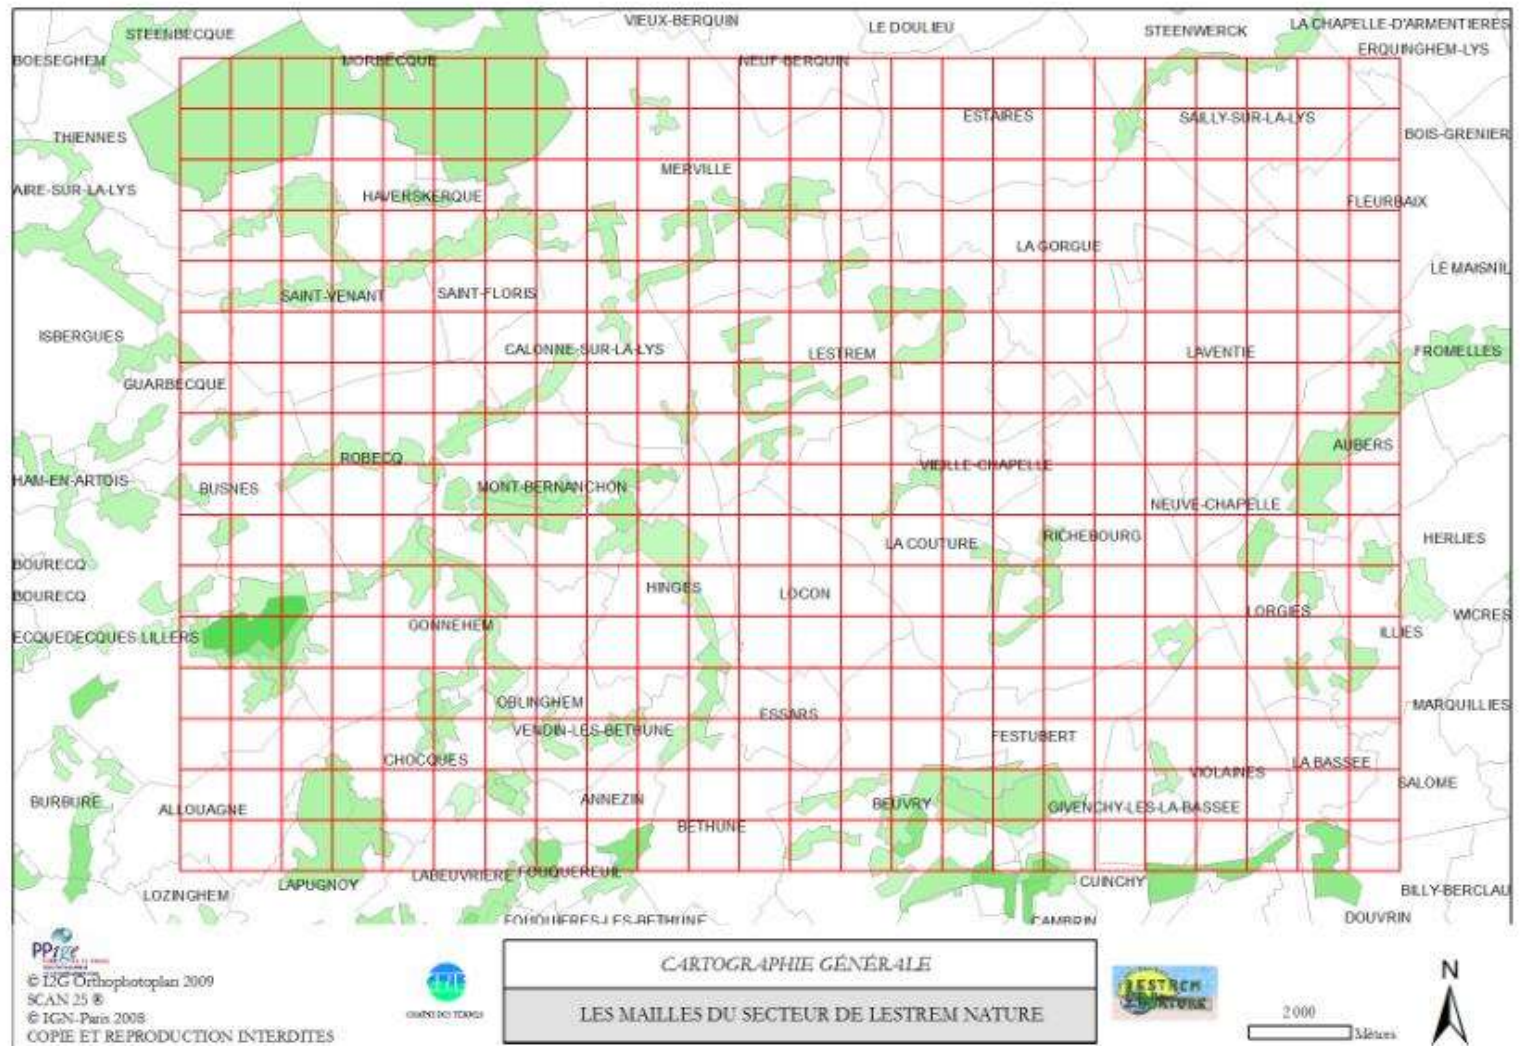 VIEUX-BERQUIN
LE DOULIEU
STEENWERCK
LA CHAPELLE-D'ARMENTIERES
STEENBECQUE
ERQUINGHEM-LYS
BOESEGHEM
MORBECQUE
NEUF-BERQUIN
ESTAIRES
SAILLY-SUR-LA-LYS
THIENNES
BOIS-GRENIER
MERVILLE
AIRE-SUR-LA-LYS
HAVERSKERQUE
FLEURBAIX
LA GORGUE
LE MAISNIL
SAINT-VENANT
SAINT-FLORIS
ISBERGUES
CALONNE-SUR-LA-LYS
LESTREM
LAVENTIE
FROMELLES
GUARBECQUE
AUBERS
ROBECQ
VIEILLE-CHAPELLE
HAM-EN-ARTOIS
BUSNES
MONT-BERNANCHON
NEUVE-CHAPELLE
LA COUTURE
RICHEBOURG
HERLIES
BOURECQ
HINGES
LOCON
BOURECQ
LORGIES
WICRES
GONNEHEM
ECQUEDECQUES LILLERS
ILLIES
OBLINGHEM
ESSARS
MARQUILLIES
VENDIN-LES-BETHUNE
FESTUBERT
CHOCQUES
VIOLAINES
LA BASSEE
SALOME
BURBURE
ALLOUAGNE
ANNEZIN
BEUVRY
GIVENCHY-LES-LA-BASSEE
BETHUNE
LABEUVRIERE
FOUQUEREUIL
LAPUGNOY
CUINCHY
LOZINGHEM
BILLY-BERCLAU
FOUQUIERES-LES-BETHUNE
CAMBRIN
DOUVRIN
PPige
© I2G Orthophotoplan 2009
SCAN 25 ®
© IGN-Paris 2008
COPIE ET REPRODUCTION INTERDITES
CARTOGRAPHIE GÉNÉRALE
LES MAILLES DU SECTEUR DE LESTREM NATURE
LESTREM
NATURE
N
2 000
Mètres